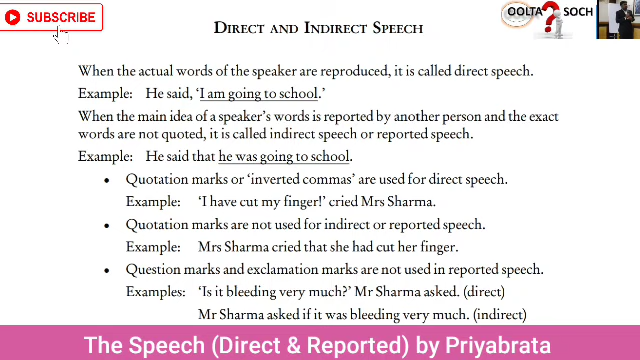 SUBSCRIBE
OOLTA SOCH
DIRECT AND INDIRECT SPEECH
When the actual words of the speaker are reproduced, it is called direct speech.
Example: He said, ‘I am going to school.’
When the main idea of a speaker’s words is reported by another person and the exact
words are not quoted, it is called indirect speech or reported speech.
Example: He said that he was going to school.
• Quotation marks or ‘inverted commas’ are used for direct speech.
Example: ‘I have cut my finger!’ cried Mrs Sharma.
• Quotation marks are not used for indirect or reported speech.
Example: Mrs Sharma cried that she had cut her finger.
• Question marks and exclamation marks are not used in reported speech.
Examples: ‘Is it bleeding very much?’ Mr Sharma asked. (direct)
Mr Sharma asked if it was bleeding very much. (indirect)
The Speech (Direct & Reported) by Priyabrata